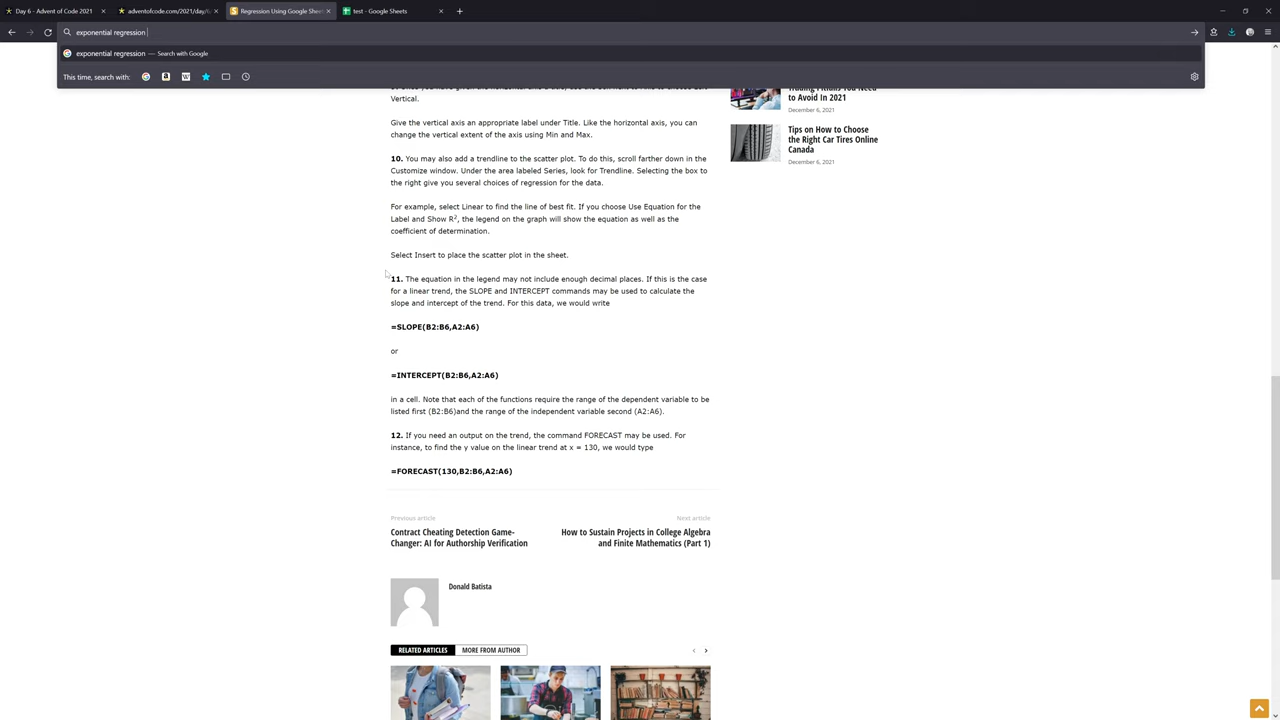 Day 6 - Advent of Code 2021
adventofcode.com/2021/day/6/
Regression Using Google Sheet
test - Google Sheets
exponential regression
exponential regression — Search with Google
This time, search with:
Vertical.
to Avoid In 2021
December 6, 2021
Give the vertical axis an appropriate label under Title. Like the horizontal axis, you can
change the vertical extent of the axis using Min and Max.
Tips on How to Choose
the Right Car Tires Online
Canada
December 6, 2021
10. You may also add a trendline to the scatter plot. To do this, scroll farther down in the
Customize window. Under the area labeled Series, look for Trendline. Selecting the box to
the right give you several choices of regression for the data.
For example, select Linear to find the line of best fit. If you choose Use Equation for the
Label and Show R2, the legend on the graph will show the equation as well as the
coefficient of determination.
Select Insert to place the scatter plot in the sheet.
11. The equation in the legend may not include enough decimal places. If this is the case
for a linear trend, the SLOPE and INTERCEPT commands may be used to calculate the
slope and intercept of the trend. For this data, we would write
=SLOPE(B2:B6,A2:A6)
or
=INTERCEPT(B2:B6,A2:A6)
in a cell. Note that each of the functions require the range of the dependent variable to be
listed first (B2:B6)and the range of the independent variable second (A2:A6).
12. If you need an output on the trend, the command FORECAST may be used. For
instance, to find the y value on the linear trend at x = 130, we would type
=FORECAST(130,B2:B6,A2:A6)
Previous article
Next article
Contract Cheating Detection Game-
Changer: AI for Authorship Verification
How to Sustain Projects in College Algebra
and Finite Mathematics (Part 1)
Donald Batista
RELATED ARTICLES
MORE FROM AUTHOR